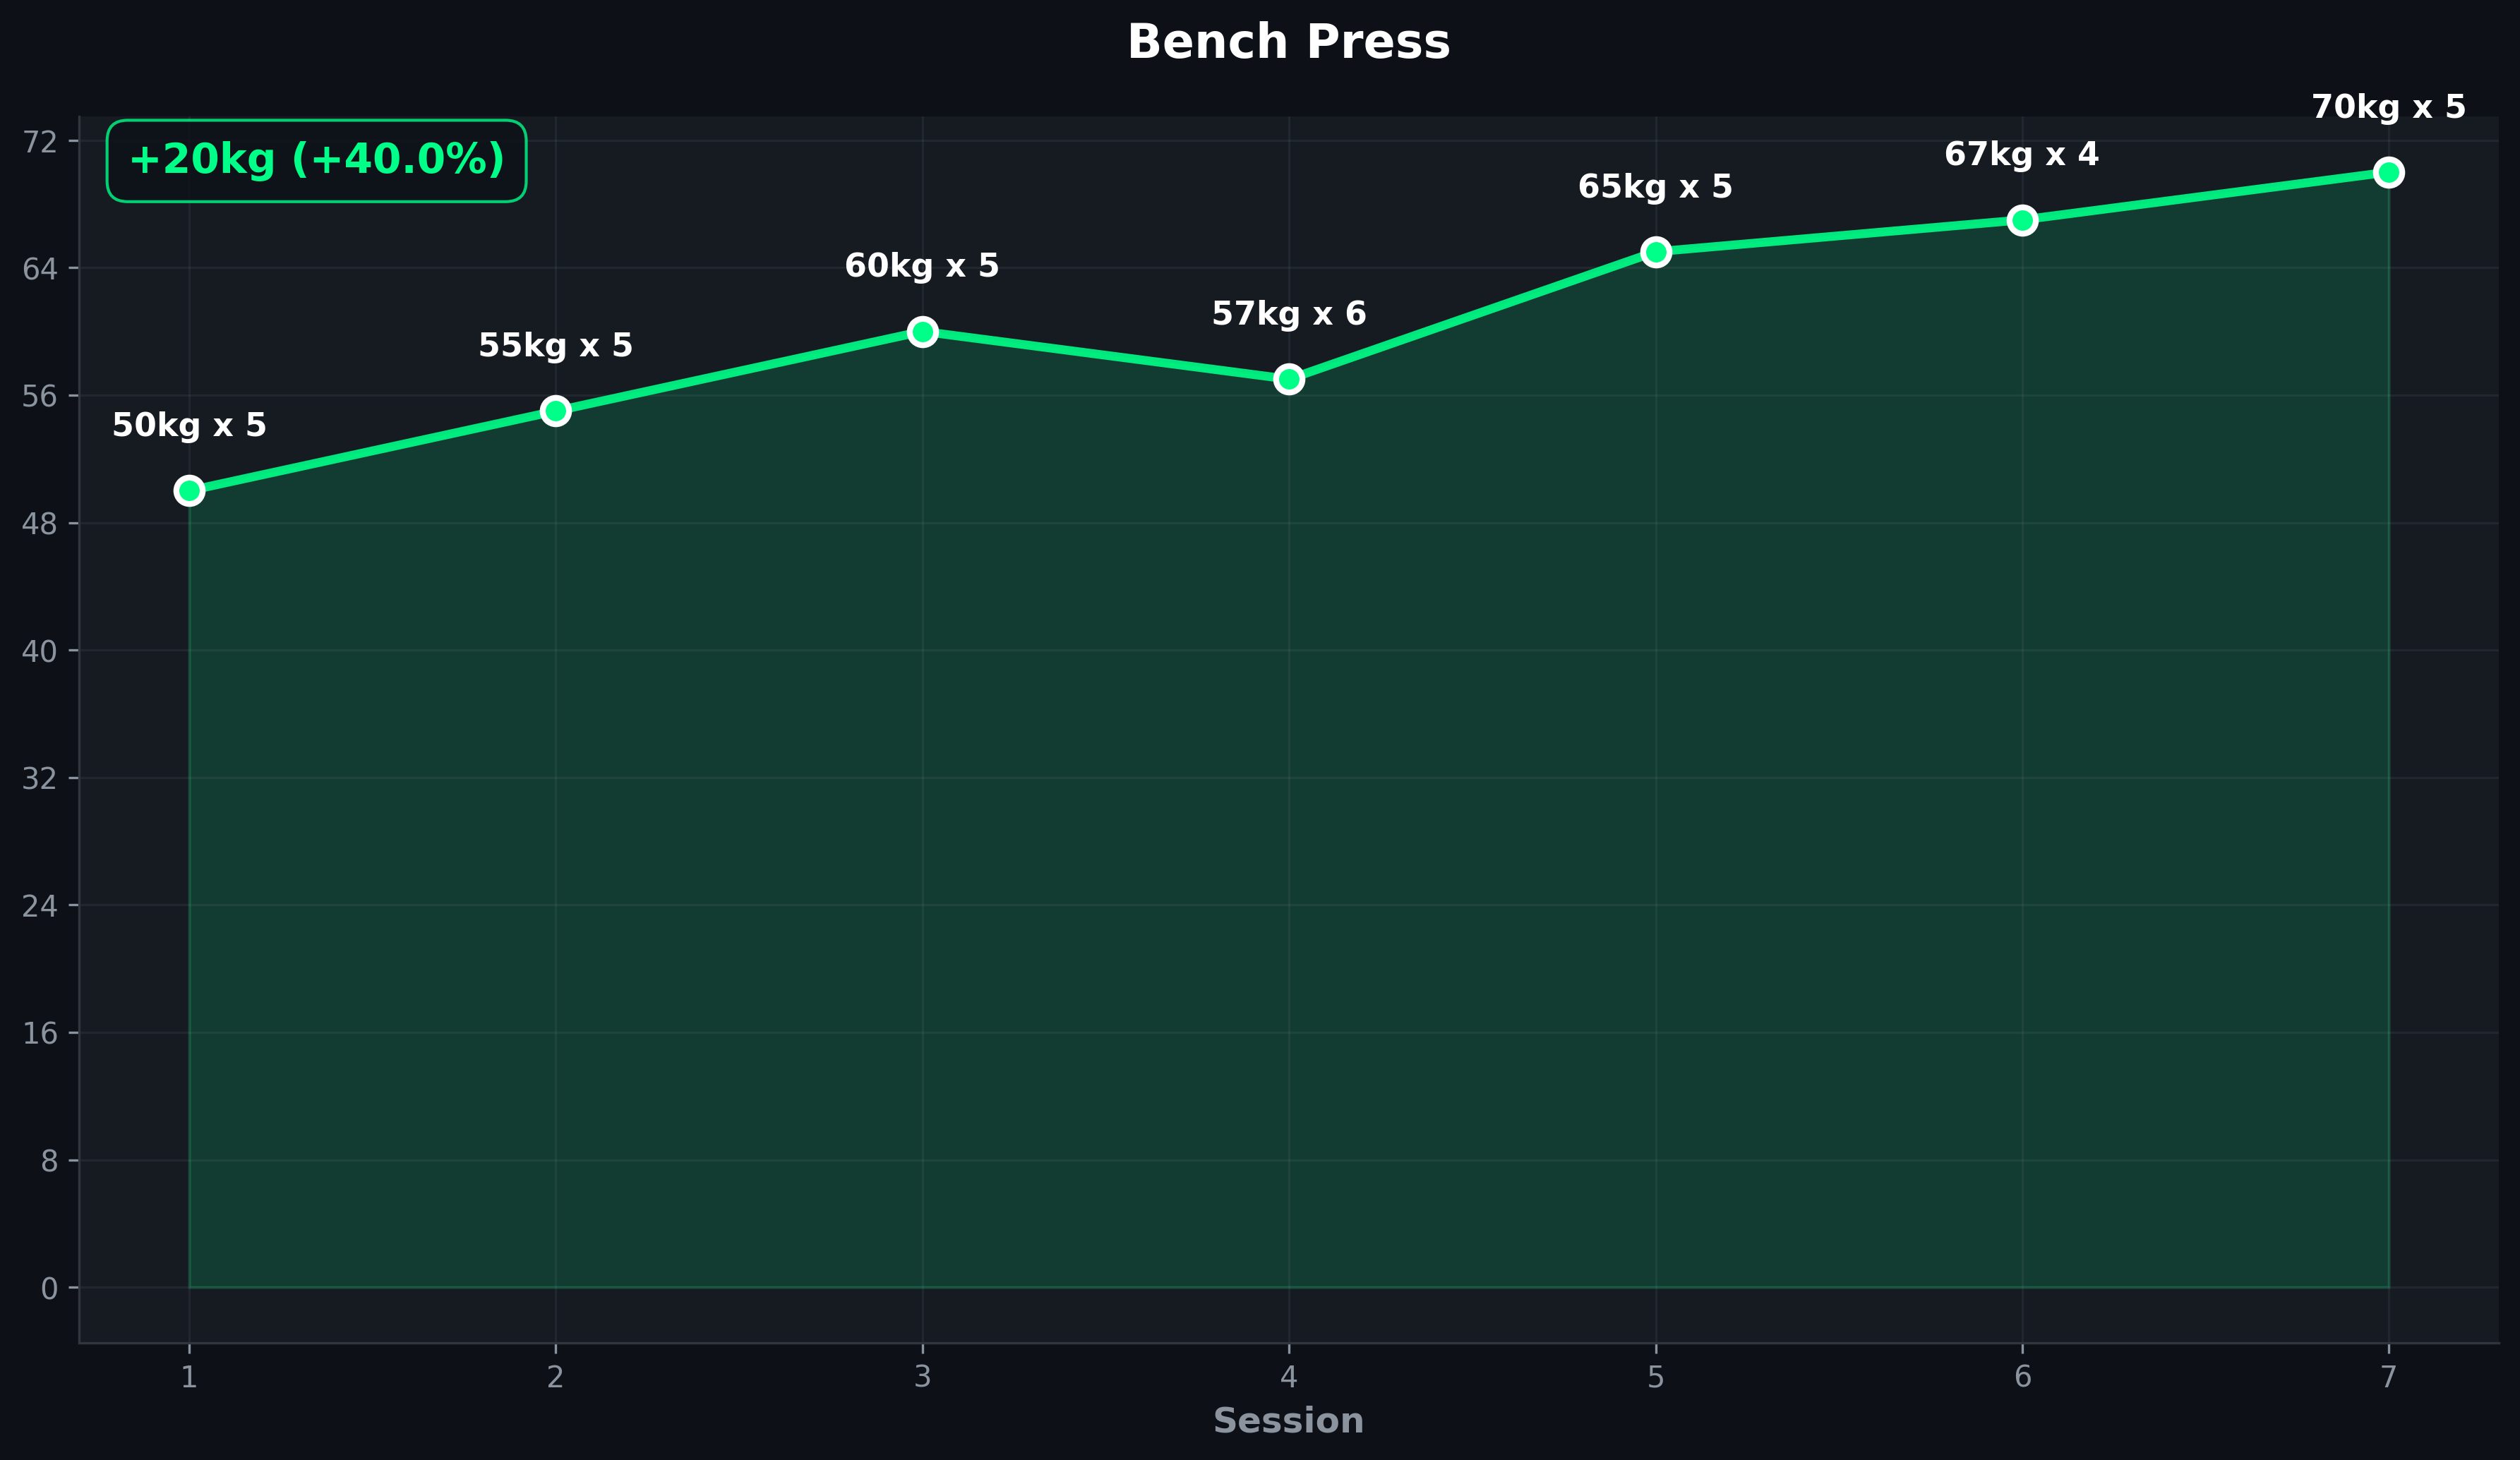 Bench Press
+20kg (+40.0%)
50kg x 5
55kg x 5
60kg x 5
57kg x 6
65kg x 5
67kg x 4
70kg x 5
72
64
56
48
40
32
24
16
8
0
1 2 3 4 5 6 7
Session